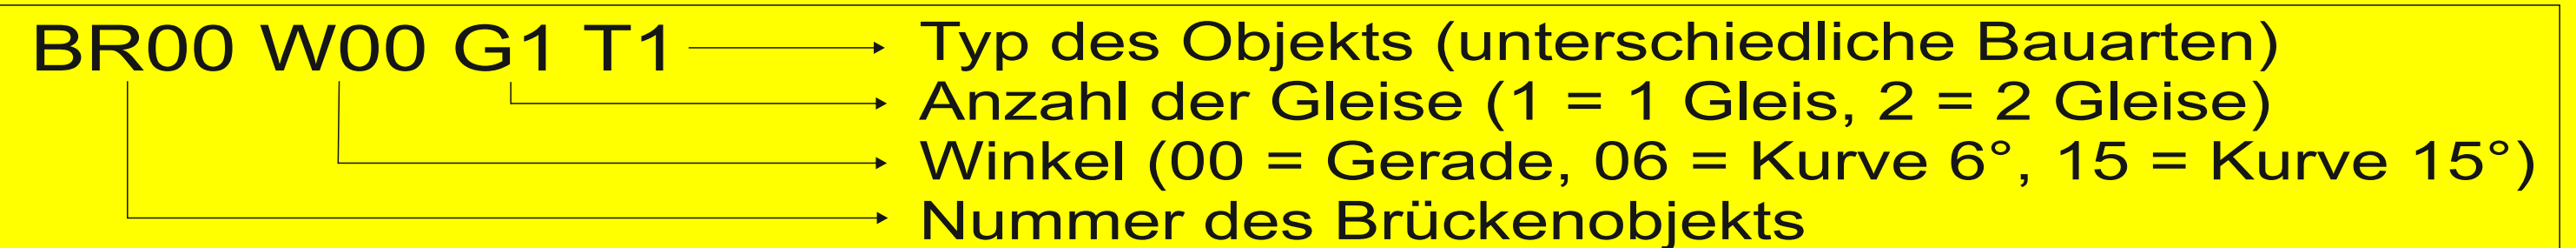 BR00 W00 G1 T1 Typ des Objekts (unterschiedliche Bauarten)
Anzahl der Gleise (1 = 1 Gleis, 2 = 2 Gleise)
Winkel (00 = Gerade, 06 = Kurve 6°, 15 = Kurve 15°)
Nummer des Brückenobjekts